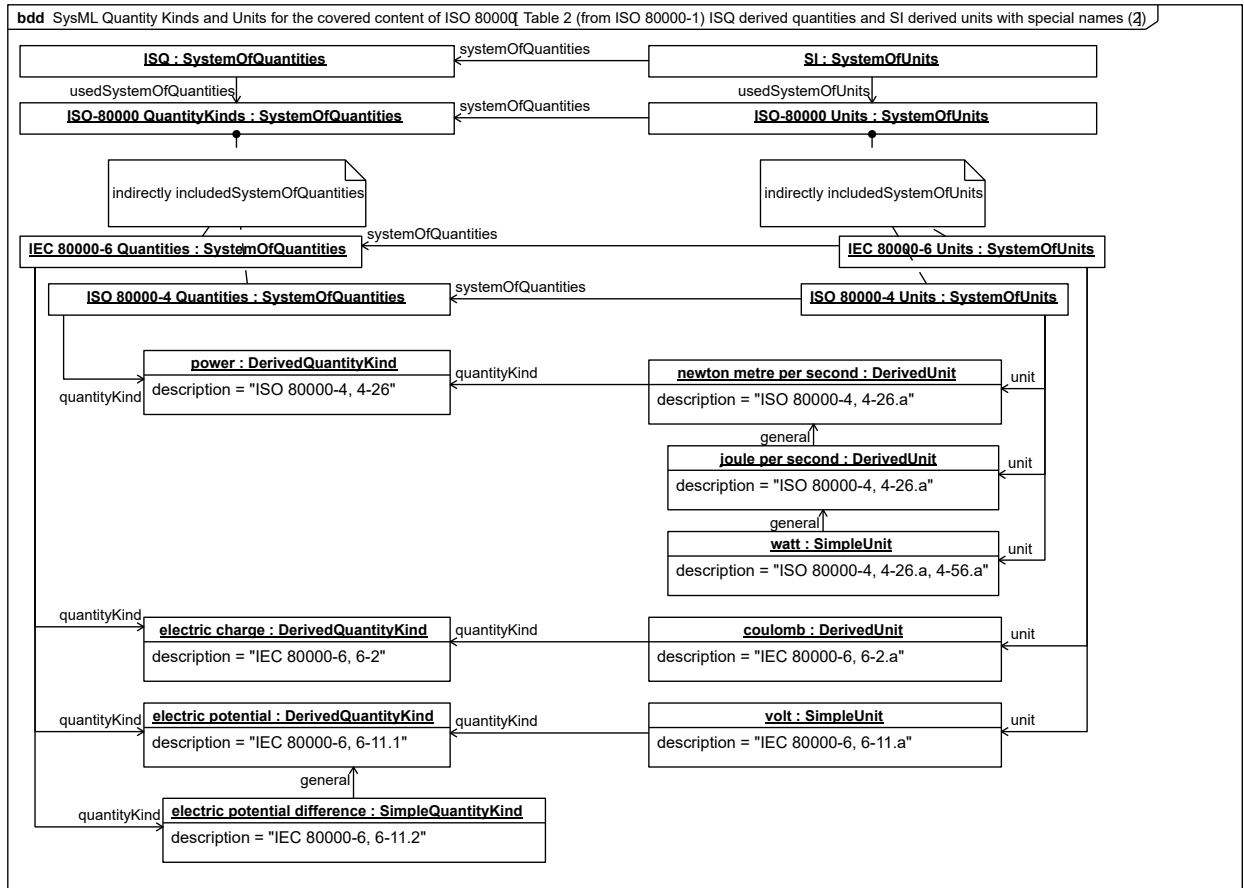 bdd SysML Quantity Kinds and Units for the covered content of ISO 80000[ Table 2 (from ISO 80000-1) ISQ derived quantities and SI derived units with special names (2)]
ISQ : SystemOfQuantities
systemOfQuantities
SI : SystemOfUnits
usedSystemOfQuantities
usedSystemOfUnits
ISO-80000 QuantityKinds : SystemOfQuantities
systemOfQuantities
ISO-80000 Units : SystemOfUnits
indirectly includedSystemOfQuantities
indirectly includedSystemOfUnits
IEC 80000-6 Quantities : SystemOfQuantities
systemOfQuantities
IEC 80000-6 Units : SystemOfUnits
ISO 80000-4 Quantities : SystemOfQuantities
systemOfQuantities
ISO 80000-4 Units : SystemOfUnits
power : DerivedQuantityKind
description = "ISO 80000-4, 4-26"
quantityKind
quantityKind
newton metre per second : DerivedUnit
description = "ISO 80000-4, 4-26.a"
unit
general
joule per second : DerivedUnit
description = "ISO 80000-4, 4-26.a"
unit
general
watt : SimpleUnit
description = "ISO 80000-4, 4-26.a, 4-56.a"
unit
quantityKind
electric charge : DerivedQuantityKind
description = "IEC 80000-6, 6-2"
quantityKind
coulomb : DerivedUnit
description = "IEC 80000-6, 6-2.a"
unit
quantityKind
electric potential : DerivedQuantityKind
description = "IEC 80000-6, 6-11.1"
quantityKind
volt : SimpleUnit
description = "IEC 80000-6, 6-11.a"
unit
general
quantityKind
electric potential difference : SimpleQuantityKind
description = "IEC 80000-6, 6-11.2"